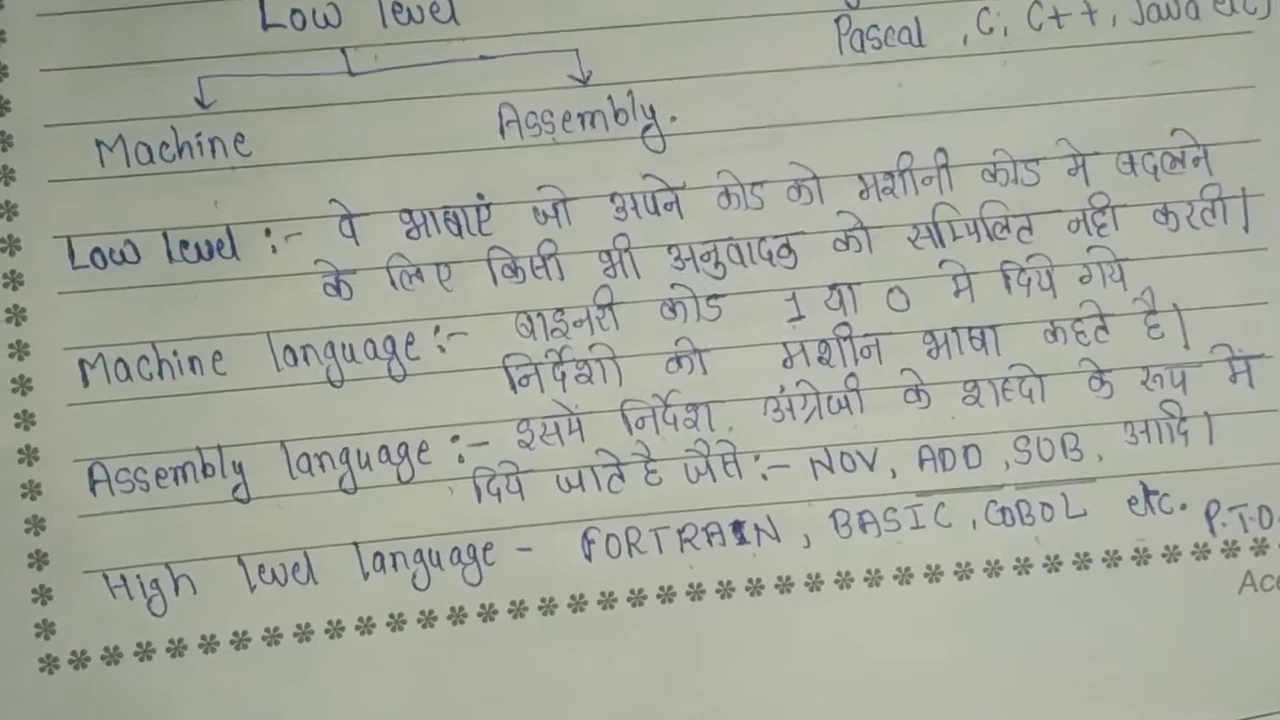 Low level
Pascal , C, C++, Java etc)
Machine
Assembly.
Low level :- वे भाषाएं जो अपने कोड को मशीनी कोड मे बदलने
के लिए किसी भी अनुवादक को सम्मिलित नही करती।
Machine language :- बाइनरी कोड 1 या 0 मे दिये गये
निर्देशो को मशीन भाषा कहते है।
Assembly language :- इसमें निर्देश अंग्रेजी के शब्दो के रूप में
दिये जाते है जैसे :- NOV, ADD, SUB, आदि।
High level language - FORTRAIN, BASIC, COBOL etc. P.T.O.